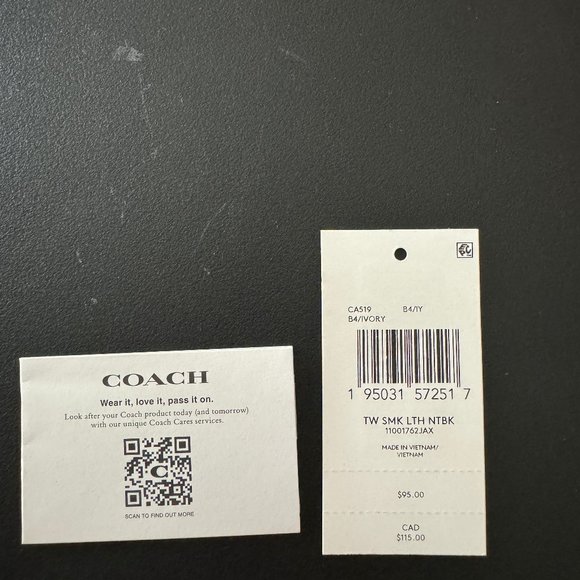 COACH
Wear it, love it, pass it on.
Look after your Coach product today (and tomorrow)
with our unique Coach Cares services.
C
SCAN TO FIND OUT MORE
CA519 B4/IY
B4/IVORY
1 95031 57251 7
TW SMK LTH NTBK
11001762JAX
MADE IN VIETNAM/
VIETNAM
$95.00
CAD
$115.00